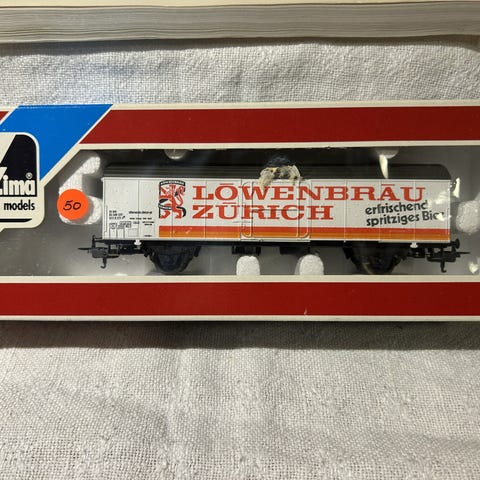 Lima
models
50
LÖWENBRÄU
ZÜRICH
erfrischend
spritziges Bier